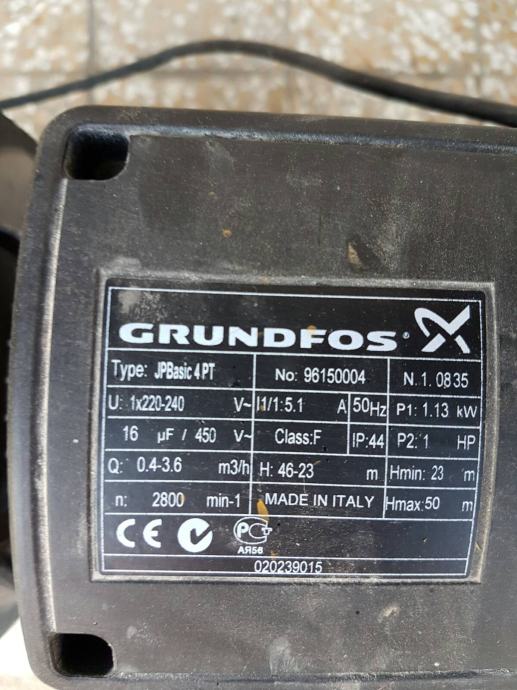 GRUNDFOS
Type: JPBasic 4 PT No: 96150004 N.1. 0835
U: 1x220-240 V~ I1/1:5.1 A 50Hz P1: 1.13 kW
16 µF / 450 V~ Class:F IP:44 P2: 1 HP
Q: 0.4-3.6 m3/h H: 46-23 m Hmin: 23 m
n: 2800 min-1 MADE IN ITALY Hmax:50 m
CE
АЯ56
020239015